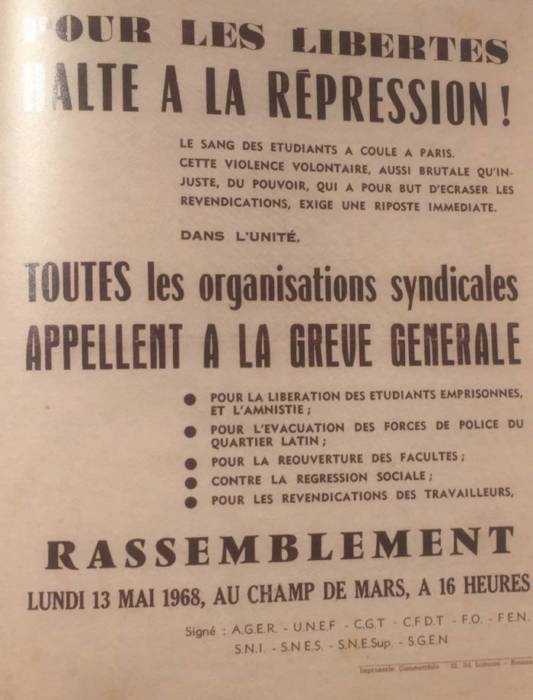 POUR LES LIBERTES
HALTE A LA RÉPRESSION !
LE SANG DES ETUDIANTS A COULE A PARIS.
CETTE VIOLENCE VOLONTAIRE, AUSSI BRUTALE QU'IN-
JUSTE, DU POUVOIR, QUI A POUR BUT D'ECRASER LES
REVENDICATIONS, EXIGE UNE RIPOSTE IMMEDIATE.
DANS L'UNITÉ,
TOUTES les organisations syndicales
APPELLENT A LA GREVE GENERALE
● POUR LA LIBERATION DES ETUDIANTS EMPRISONNES,
ET L'AMNISTIE ;
● POUR L'EVACUATION DES FORCES DE POLICE DU
QUARTIER LATIN ;
● POUR LA REOUVERTURE DES FACULTES ;
● CONTRE LA REGRESSION SOCIALE ;
● POUR LES REVENDICATIONS DES TRAVAILLEURS,
RASSEMBLEMENT
LUNDI 13 MAI 1968, AU CHAMP DE MARS, A 16 HEURES
Signé : A.G.E.R. - U.N.E.F - C.G.T - C.F.D.T - F.O. - F.E.N.
S.N.I. - S.N.E.S. - S.N.E.Sup. - S.G.E.N
Imprimerie Commerciale